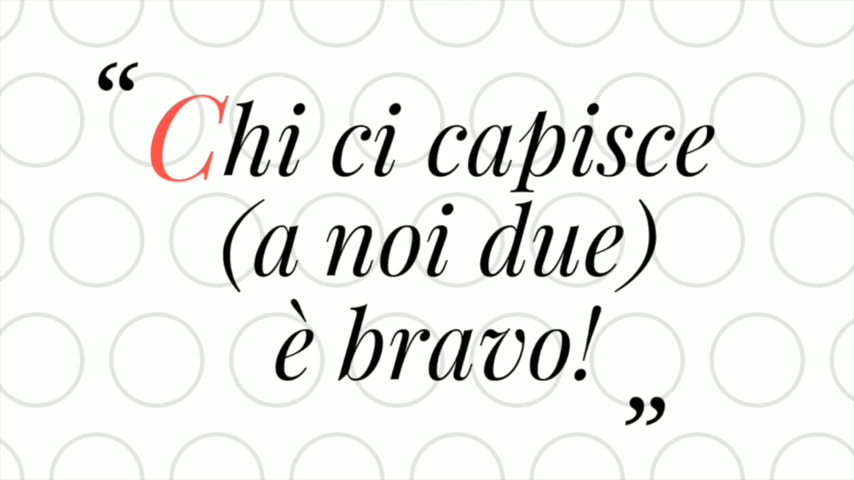 “Chi ci capisce
(a noi due)
è bravo!”